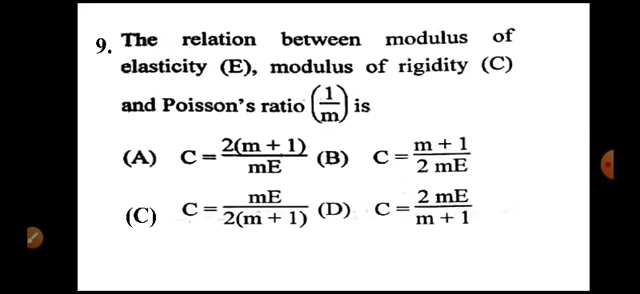 9. The relation between modulus of
elasticity (E), modulus of rigidity (C)
and Poisson's ratio (1/m) is
(A) C = 2(m + 1)/mE (B) C = m + 1/2 mE
(C) C = mE/2(m + 1) (D) C = 2 mE/m + 1